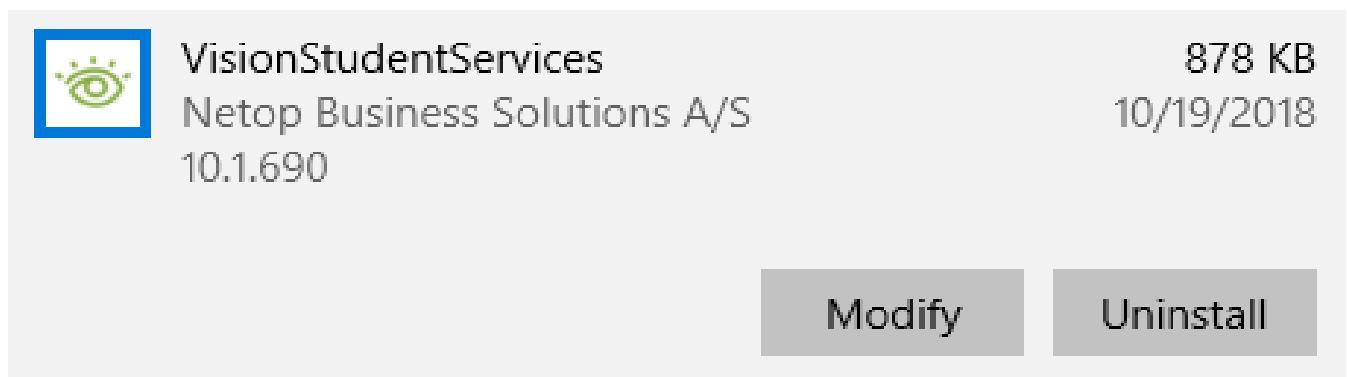 VisionStudentServices 878 KB
Netop Business Solutions A/S 10/19/2018
10.1.690
Modify Uninstall